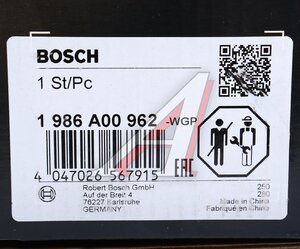 BOSCH
1 St/Pc
1 986 A00 962 -WGP
4 047026 567915
EAC
Robert Bosch GmbH
Auf der Breit 4
76227 Karlsruhe
GERMANY
250
280
Made in China
Fabriqué en Chine